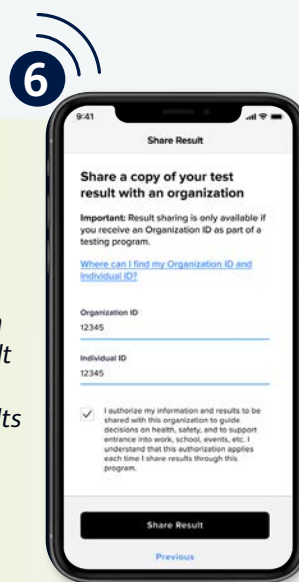 6
9:41
Share Result
Share a copy of your test
result with an organization
Important: Result sharing is only available if
you receive an Organization ID as part of a
testing program.
Where can I find my Organization ID and
Individual ID?
Organization ID
12345
Individual ID
12345
I authorize my information and results to be
shared with this organization to guide
decisions on health, safety, and to support
entrance into work, school, events, etc. I
understand that this authorization applies
each time I share results through this
program.
Share Result
Previous